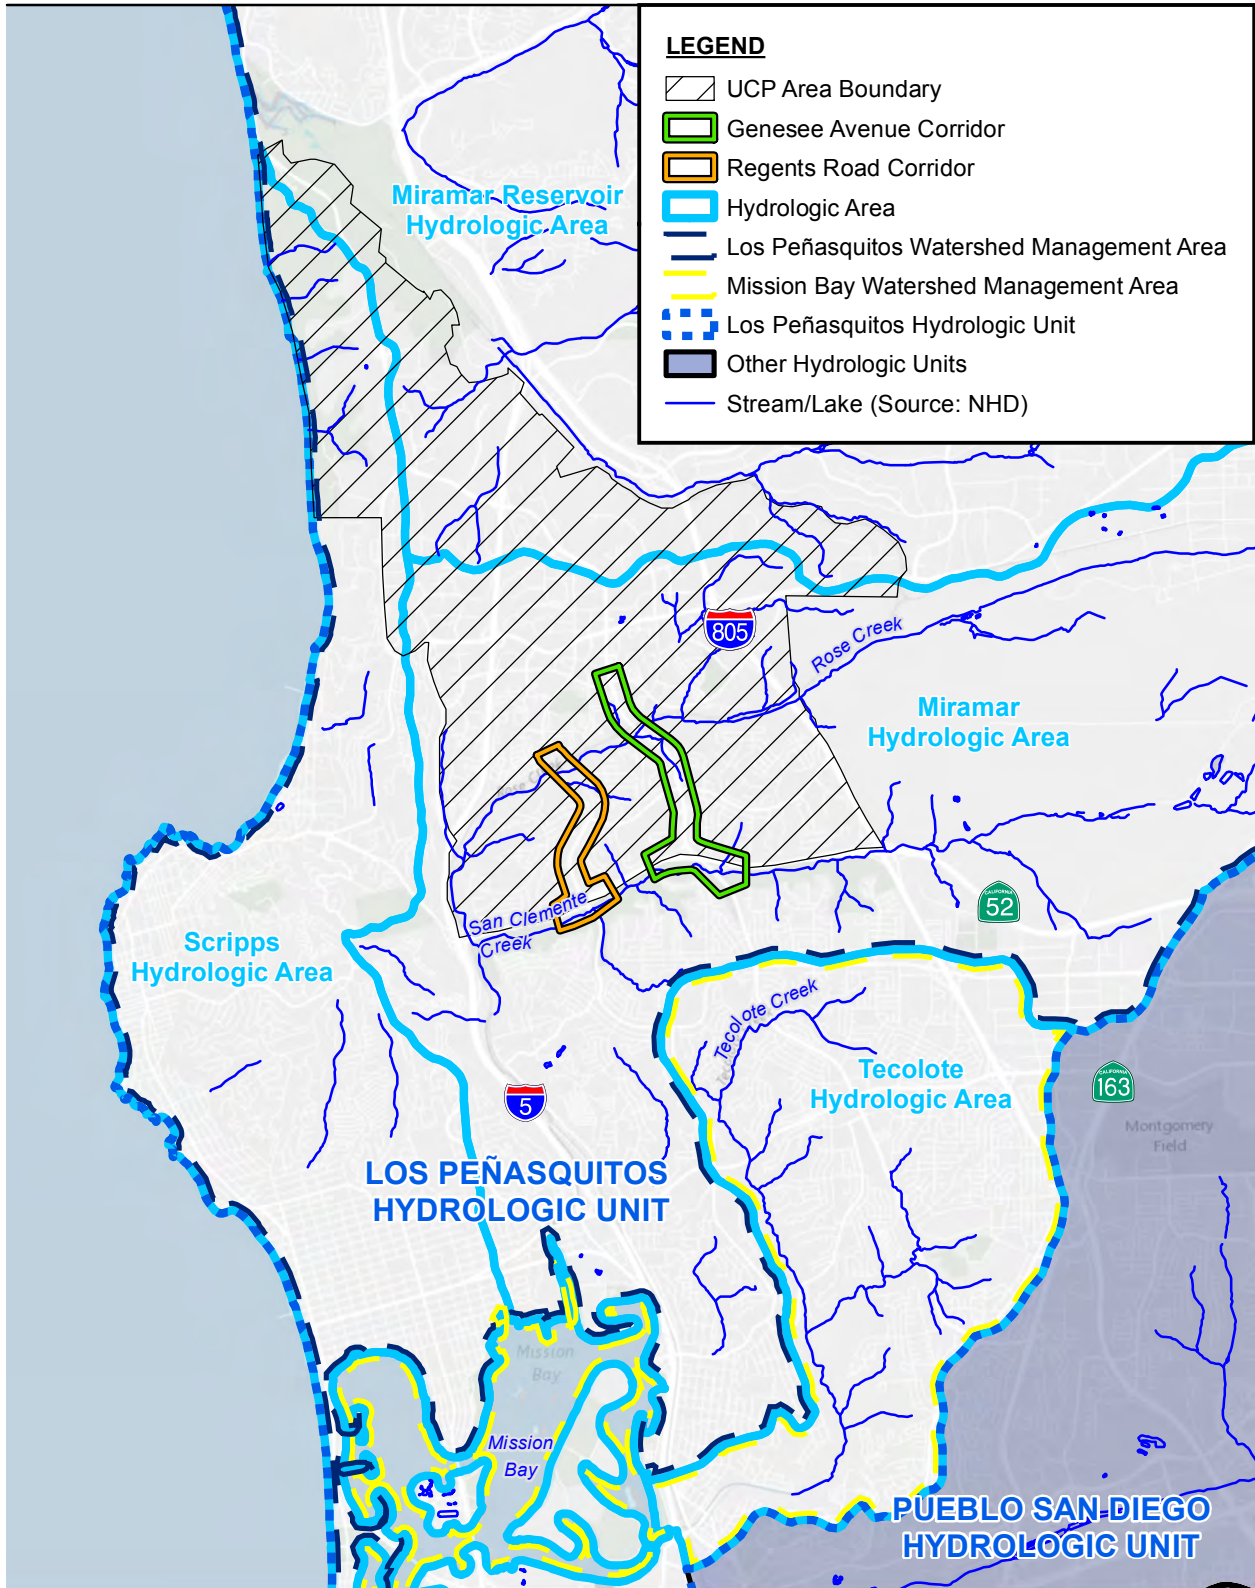 LEGEND
UCP Area Boundary
Genesee Avenue Corridor
Regents Road Corridor
Hydrologic Area
Los Peñasquitos Watershed Management Area
Mission Bay Watershed Management Area
Los Peñasquitos Hydrologic Unit
Other Hydrologic Units
Stream/Lake (Source: NHD)
Miramar Reservoir
Hydrologic Area
805
Rose Creek
Miramar
Hydrologic Area
CALIFORNIA
52
San Clemente
Creek
Scripps
Hydrologic Area
Tecolote Creek
Tecolote
Hydrologic Area
CALIFORNIA
163
5
Montgomery
Field
LOS PEÑASQUITOS
HYDROLOGIC UNIT
Mission
Bay
Mission
Bay
PUEBLO SAN DIEGO
HYDROLOGIC UNIT